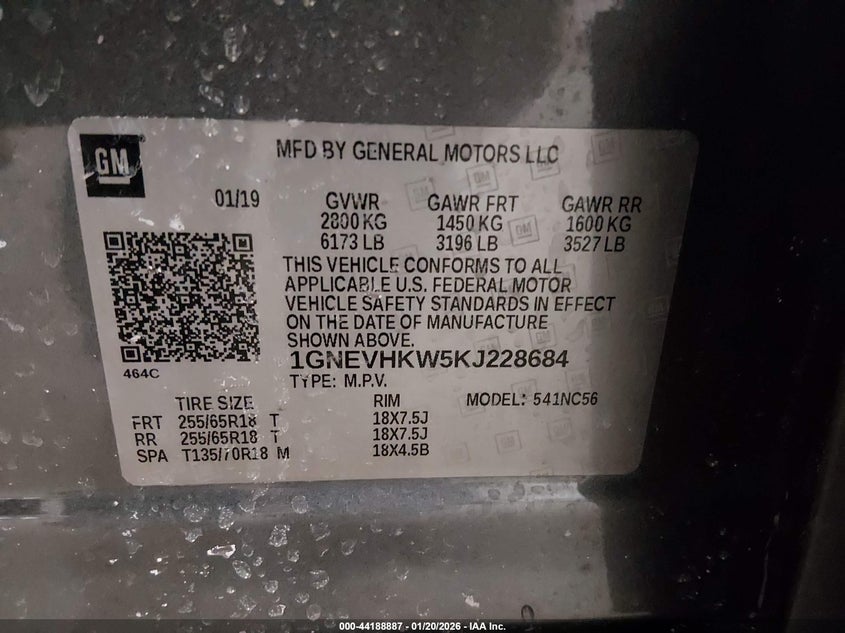 GM
MFD BY GENERAL MOTORS LLC
01/19
GVWR GAWR FRT GAWR RR
2800 KG 1450 KG 1600 KG
6173 LB 3196 LB 3527 LB
THIS VEHICLE CONFORMS TO ALL
APPLICABLE U.S. FEDERAL MOTOR
VEHICLE SAFETY STANDARDS IN EFFECT
ON THE DATE OF MANUFACTURE
SHOWN ABOVE.
1GNEVHKW5KJ228684
464C
TYPE: M.P.V.
TIRE SIZE RIM MODEL: 541NC56
FRT 255/65R18 T 18X7.5J
RR 255/65R18 T 18X7.5J
SPA T135/70R18 M 18X4.5B
000-44188887 - 01/20/2026 - IAA Inc.